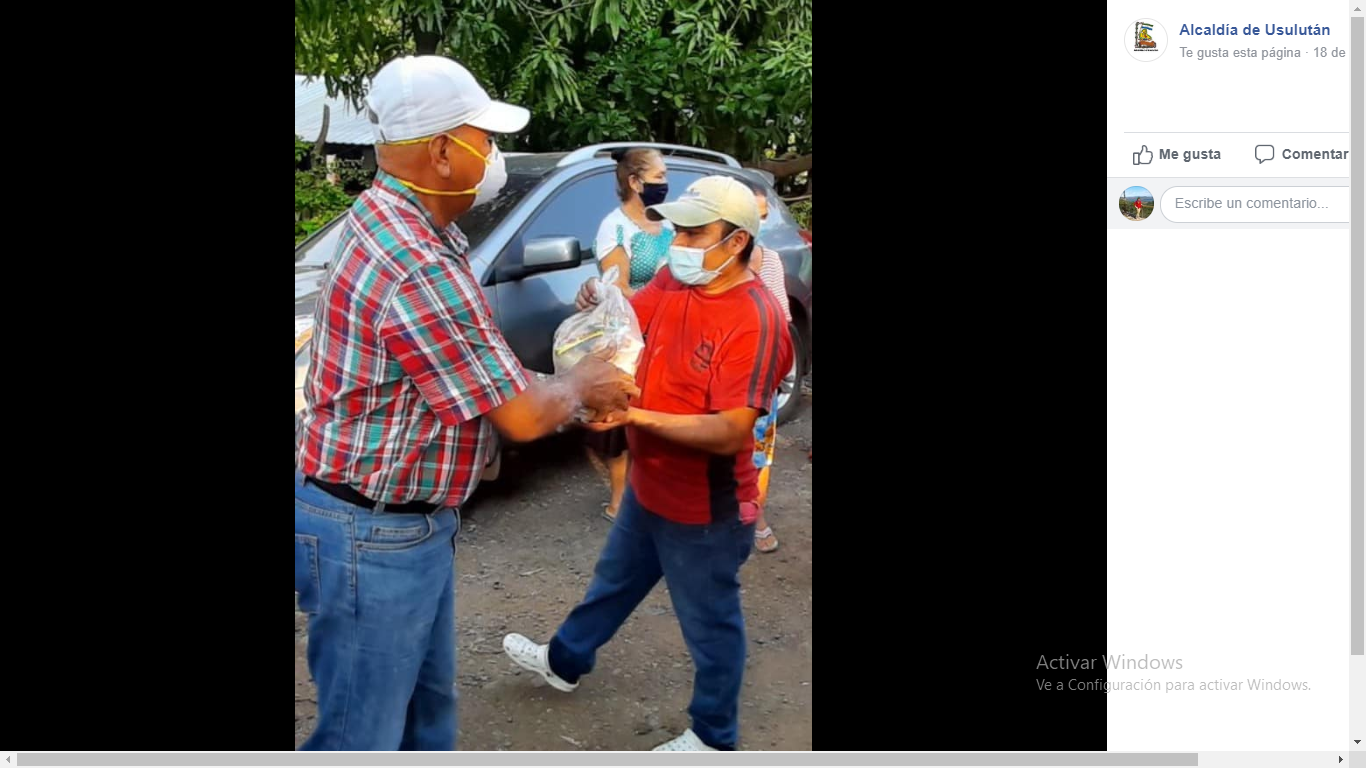 Alcaldía de Usulután
Te gusta esta página · 18 de
Me gusta
Comentar
Escribe un comentario...
Activar Windows
Ve a Configuración para activar Windows.